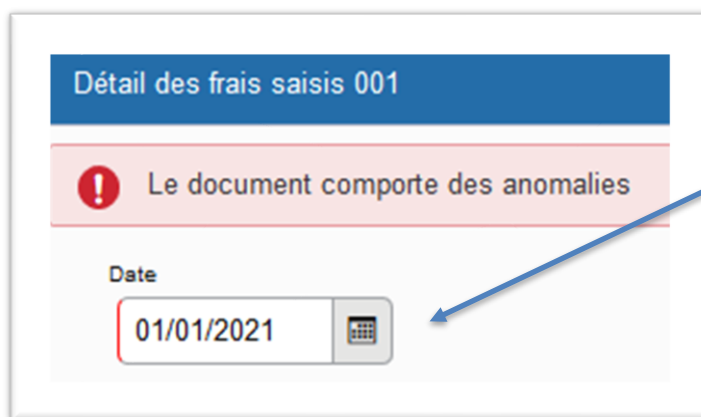 Détail des frais saisis 001
Le document comporte des anomalies
Date
01/01/2021